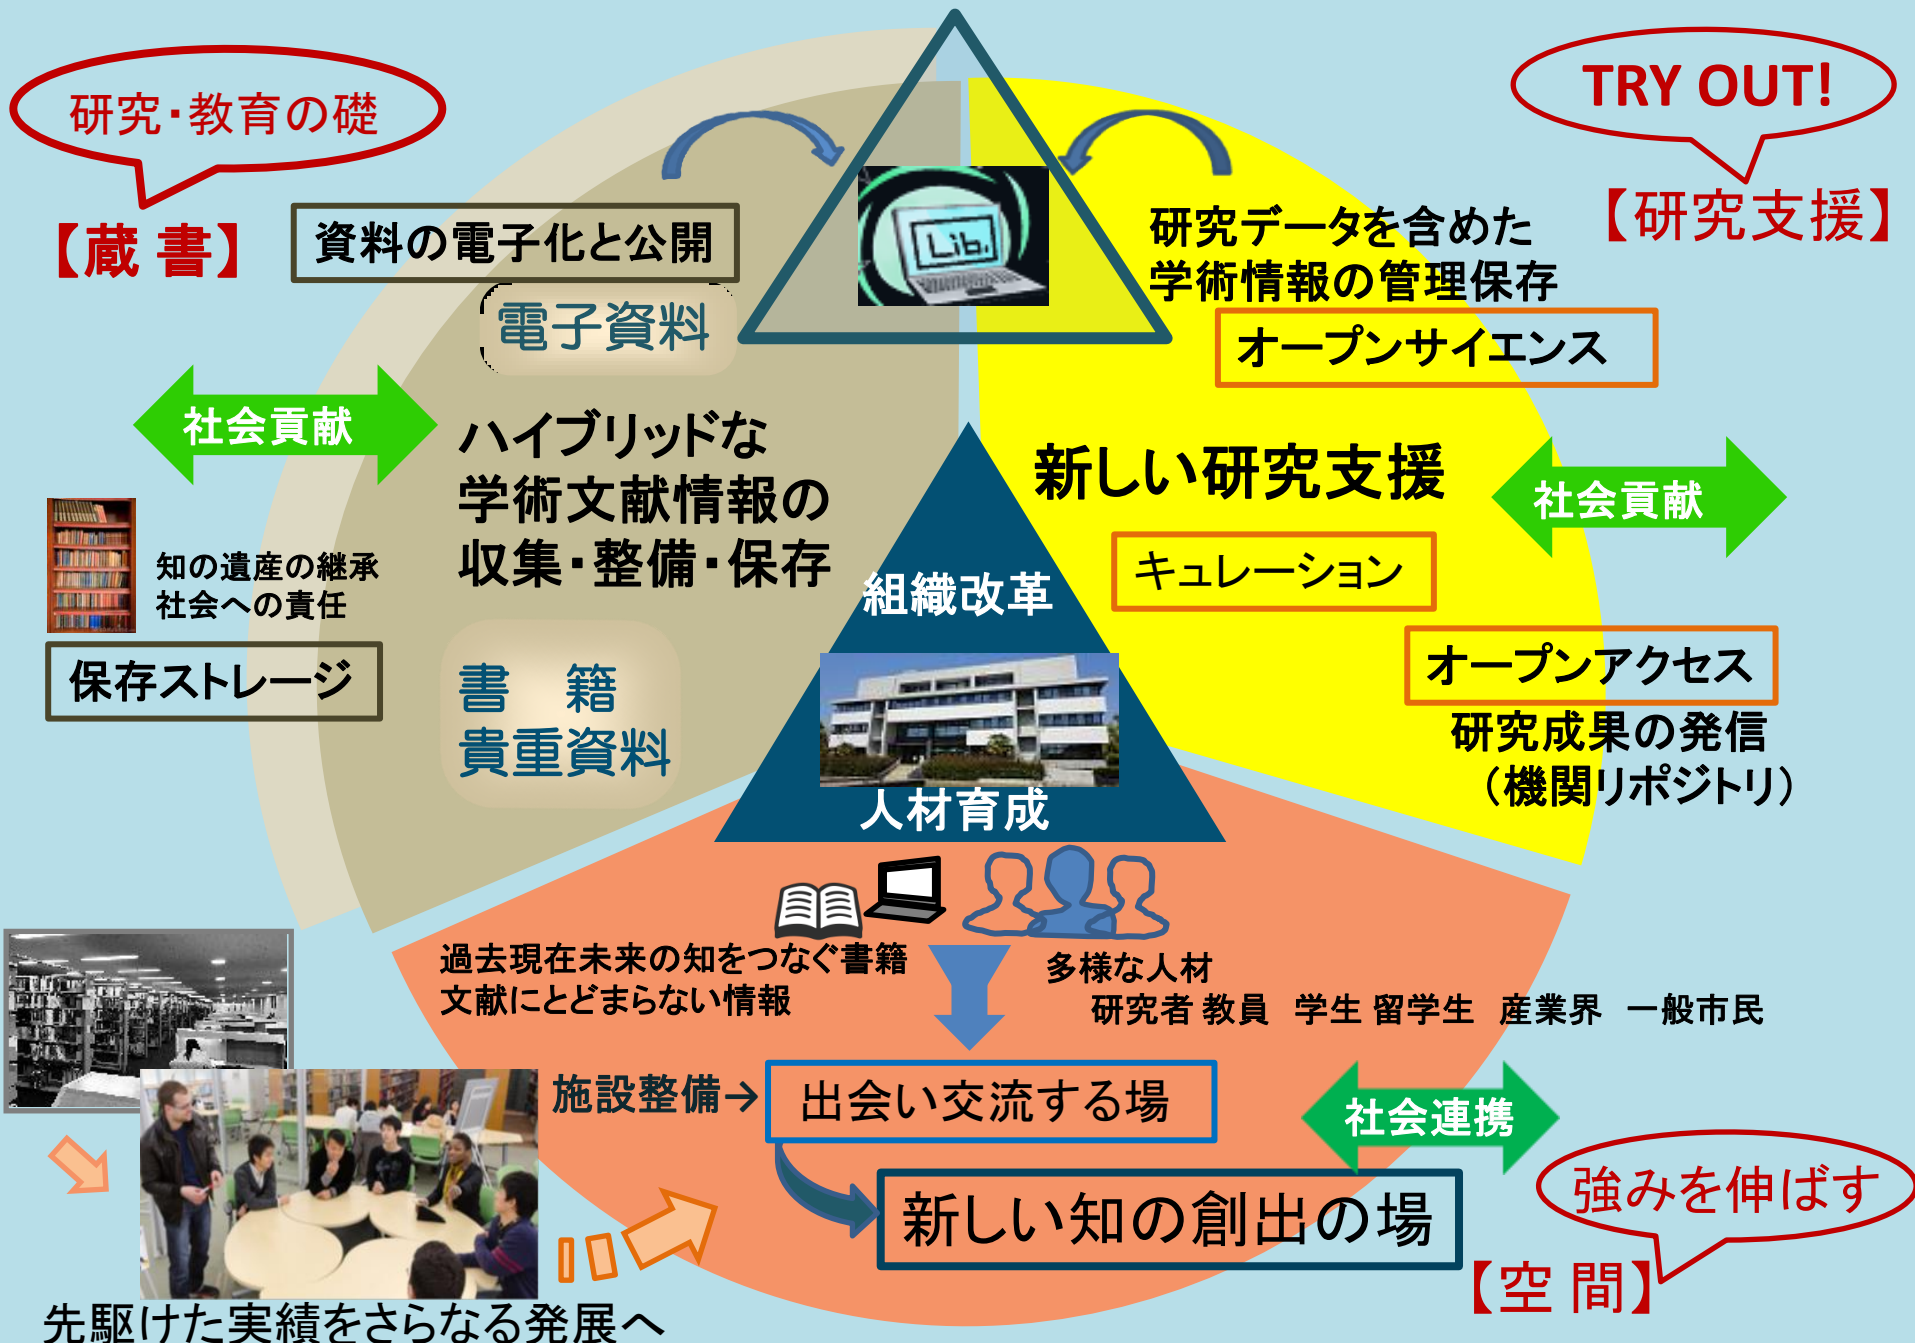 研究・教育の礎
【蔵 書】
資料の電子化と公開
電子資料
社会貢献
ハイブリッドな
学術文献情報の
収集・整備・保存
知の遺産の継承
社会への責任
保存ストレージ
書　籍
貴重資料
Lib.
TRY OUT!
【研究支援】
研究データを含めた
学術情報の管理保存
オープンサイエンス
新しい研究支援
社会貢献
キュレーション
オープンアクセス
研究成果の発信
（機関リポジトリ）
組織改革
人材育成
過去現在未来の知をつなぐ書籍
文献にとどまらない情報
多様な人材
研究者 教員　学生 留学生　産業界　一般市民
施設整備→
出会い交流する場
社会連携
新しい知の創出の場
強みを伸ばす
【空 間】
先駆けた実績をさらなる発展へ